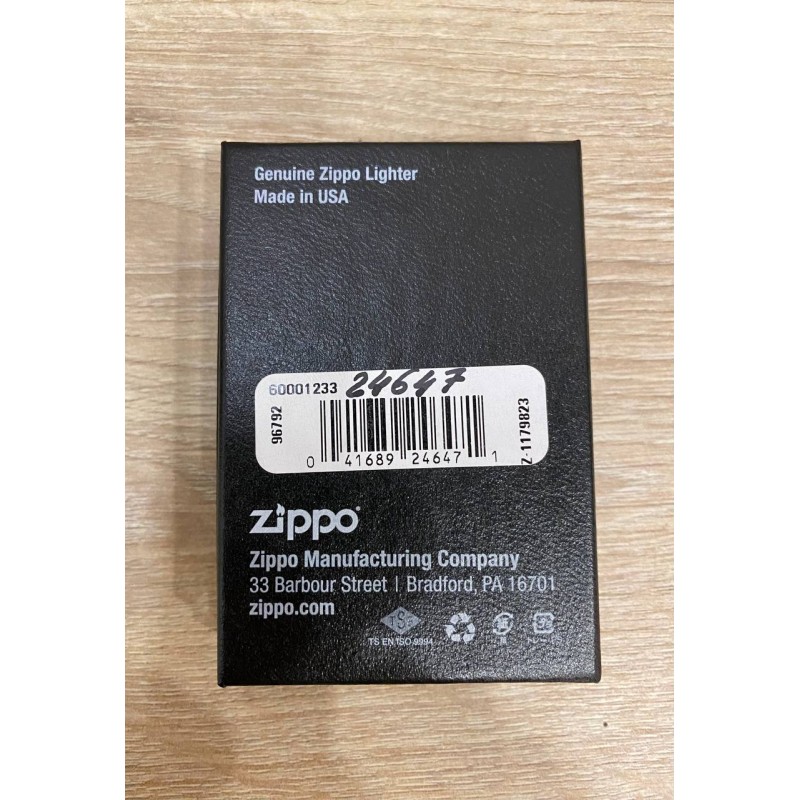 Genuine Zippo Lighter
Made in USA
60001233 24647
96792
0 41689 24647 1
Z-1179823
zippo
Zippo Manufacturing Company
33 Barbour Street | Bradford, PA 16701
zippo.com
TSE
TS EN ISO 9994